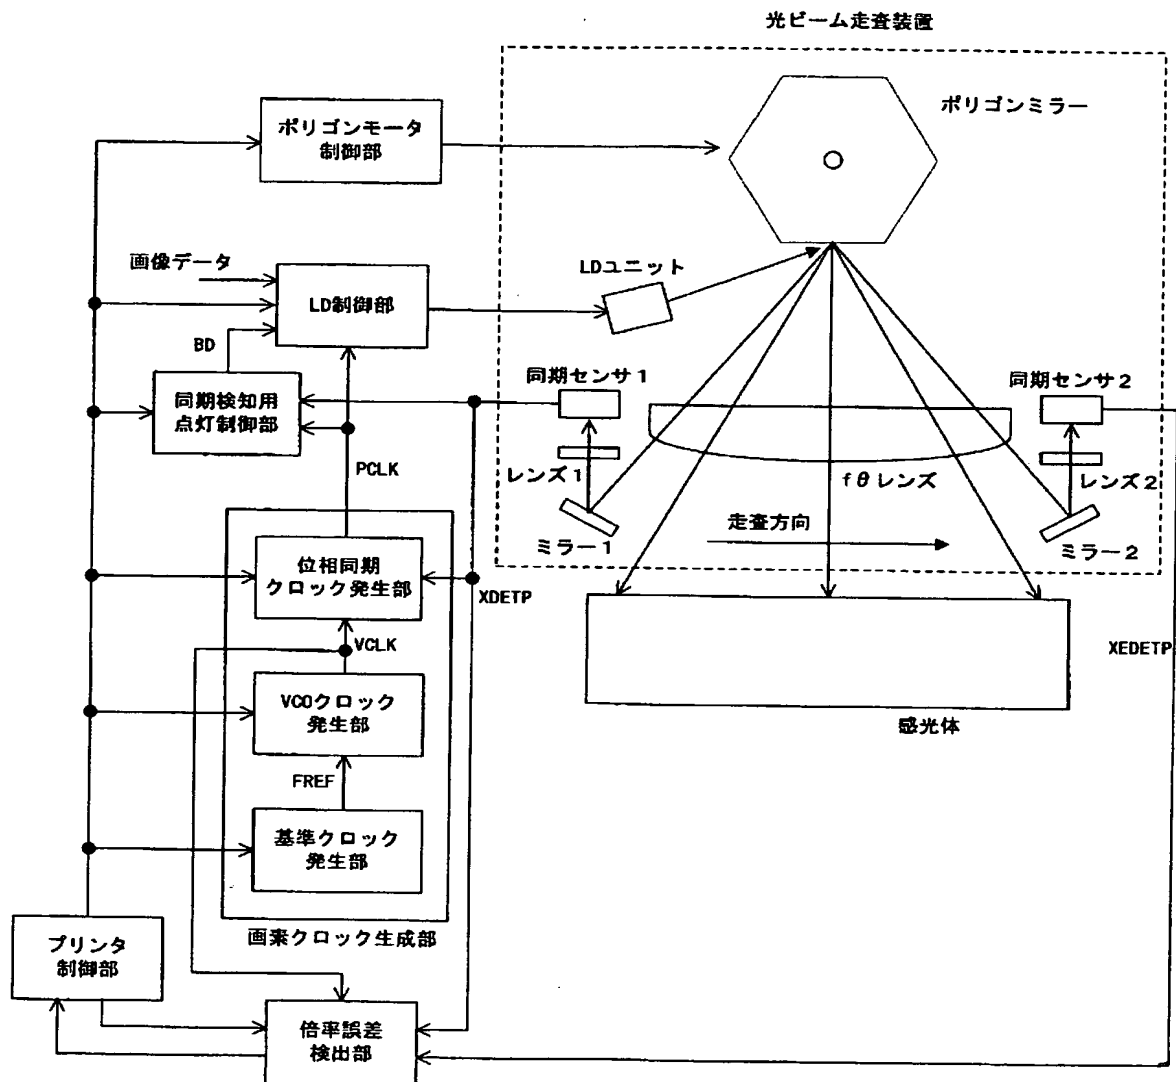 光ビーム走査装置
ポリゴンミラー
ポリゴンモータ
制御部
画像データ
LD制御部
LDユニット
BD
同期検知用
点灯制御部
同期センサ1
同期センサ2
PCLK
レンズ1
fθレンズ
レンズ2
走査方向
ミラー1
ミラー2
位相同期
クロック発生部
XDETP
VCLK
XEDETP
VCOクロック
発生部
感光体
FREF
基準クロック
発生部
画素クロック生成部
プリンタ
制御部
倍率誤差
検出部